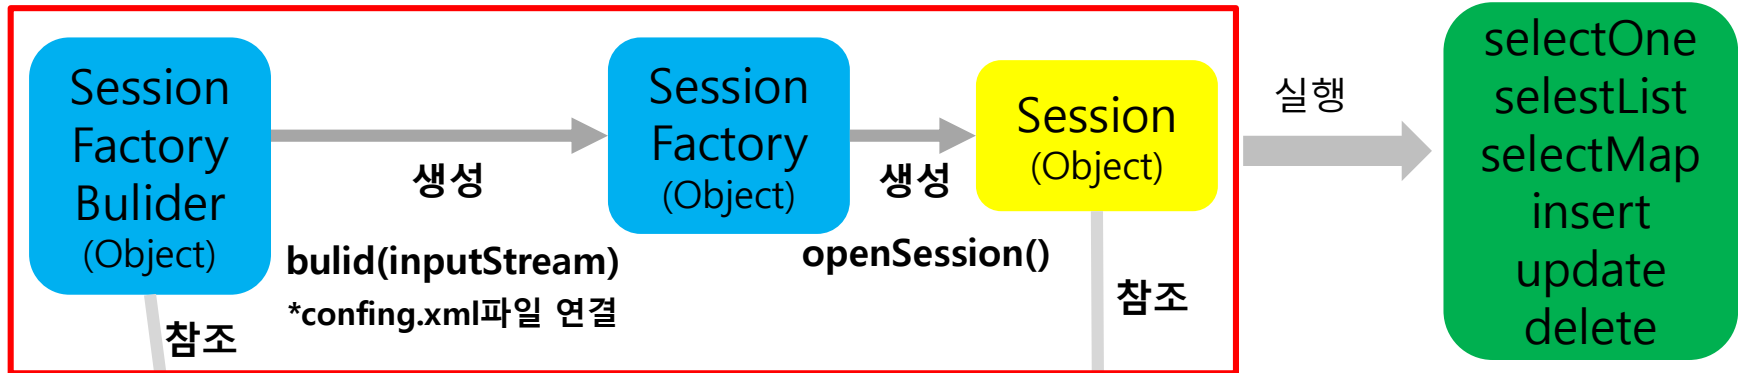 Session
Factory
Bulider
(Object)
생성
bulid(inputStream)
*confing.xml파일 연결
참조
Session
Factory
(Object)
생성
openSession()
Session
(Object)
참조
실행
selectOne
selestList
selectMap
insert
update
delete